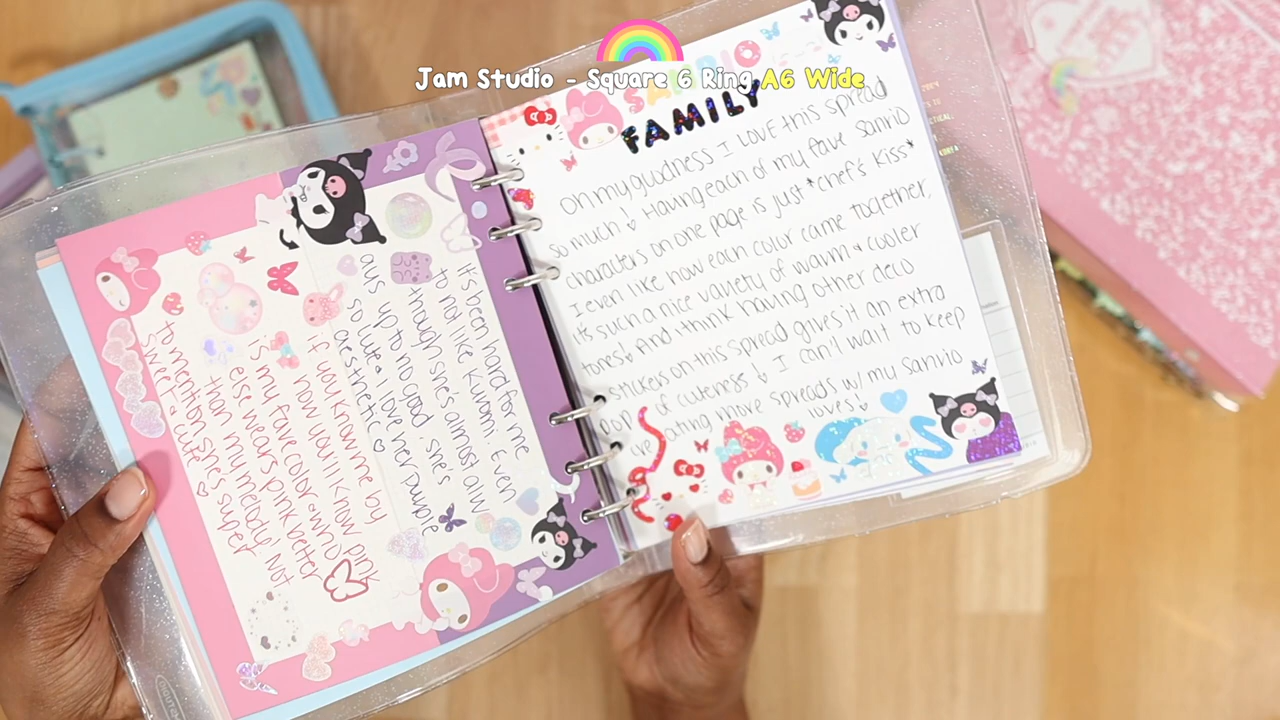 Jam Studio - Square 6 Ring A6 Wide
It's been hard for me
to not like Kuromi. Even
though she's almost alw
aus up to no good. She's
so cute & I love her purple
aesthetic
if you know me by
now you'll know pink
is my fave color & who
else wears pink better
than my melody? Not
to mention she's super
sweet & cute
SANRIO
FAMILY
Oh my goodness I LOVE this spread
so much! Having each of my fave Sanrio
characters on one page is just *chef's kiss*
I even like how each color came together,
it's such a nice variety of warm & cooler
tones! And i think having other deco
stickers on this spread gives it an extra
pop of cuteness! I can't wait to keep
creating more spreads w/ my sanrio
loves!